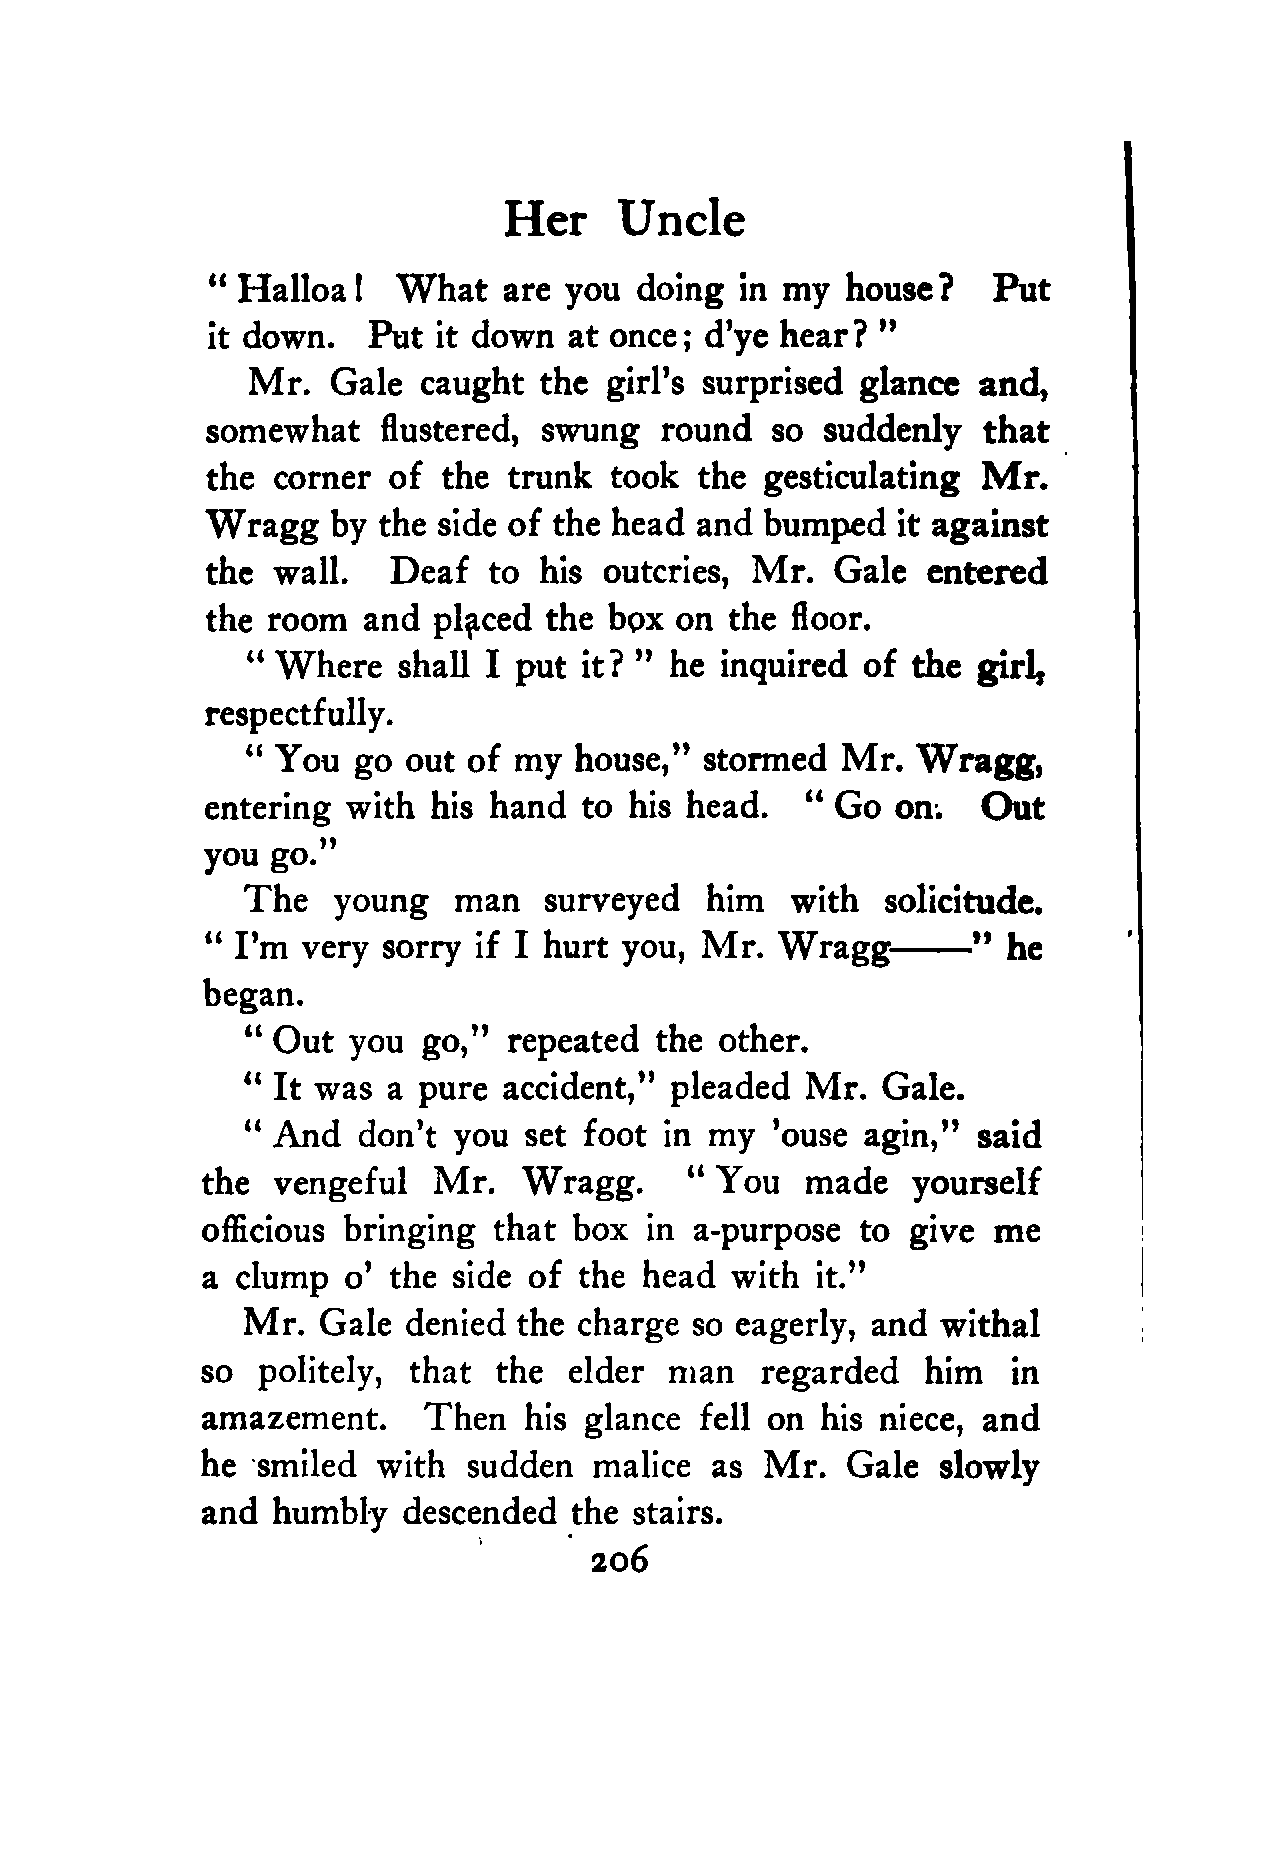 Her Uncle
“ Halloa! What are you doing in my house? Put
it down. Put it down at once; d’ye hear? ”
Mr. Gale caught the girl’s surprised glance and,
somewhat flustered, swung round so suddenly that
the corner of the trunk took the gesticulating Mr.
Wragg by the side of the head and bumped it against
the wall. Deaf to his outcries, Mr. Gale entered
the room and placed the box on the floor.
“ Where shall I put it? ” he inquired of the girl,
respectfully.
“ You go out of my house,” stormed Mr. Wragg,
entering with his hand to his head. “ Go on. Out
you go.”
The young man surveyed him with solicitude.
“ I’m very sorry if I hurt you, Mr. Wragg——” he
began.
“ Out you go,” repeated the other.
“ It was a pure accident,” pleaded Mr. Gale.
“ And don’t you set foot in my ’ouse agin,” said
the vengeful Mr. Wragg. “ You made yourself
officious bringing that box in a-purpose to give me
a clump o’ the side of the head with it.”
Mr. Gale denied the charge so eagerly, and withal
so politely, that the elder man regarded him in
amazement. Then his glance fell on his niece, and
he smiled with sudden malice as Mr. Gale slowly
and humbly descended the stairs.
206